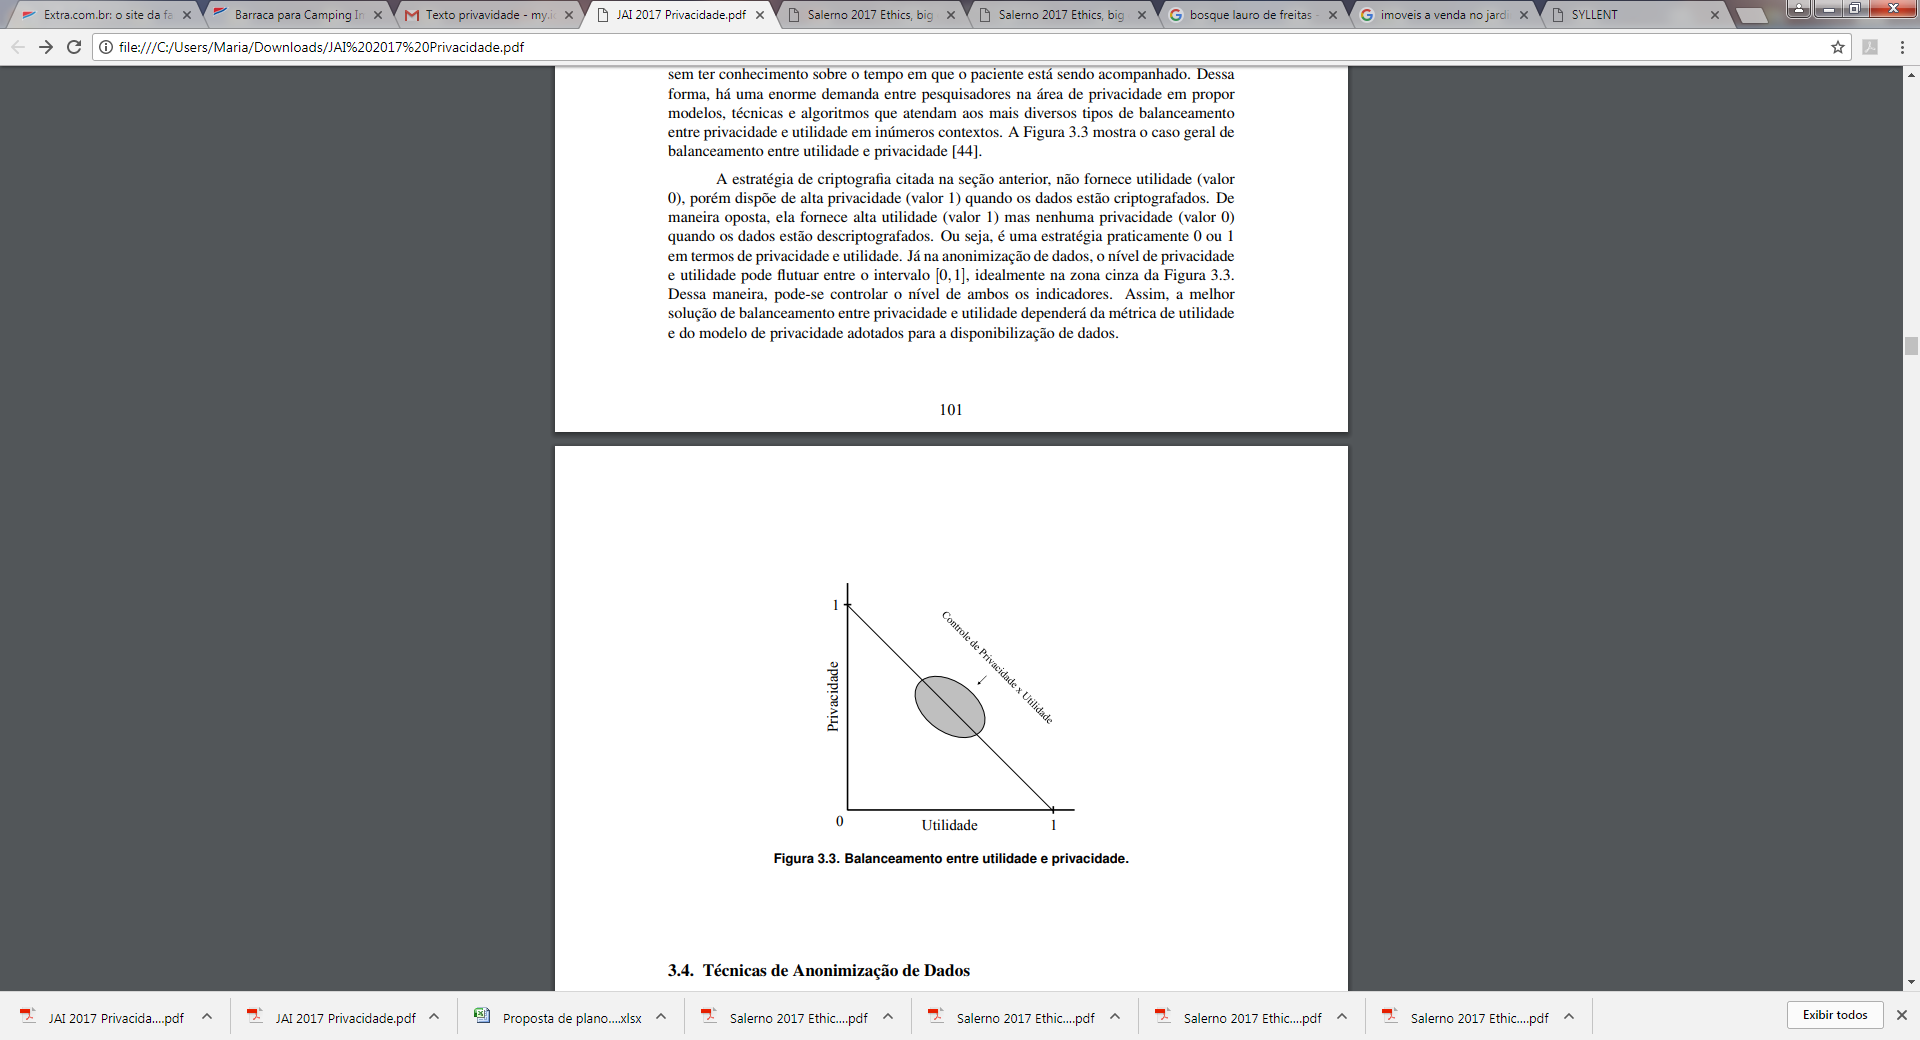 Extra.com.br: o site da fa
Barraca para Camping In
Texto privavidade - my.i
JAI 2017 Privacidade.pdf
Salerno 2017 Ethics, big
Salerno 2017 Ethics, big
bosque lauro de freitas -
imoveis a venda no jardi
SYLLENT
file:///C:/Users/Maria/Downloads/JAI%202017%20Privacidade.pdf
sem ter conhecimento sobre o tempo em que o paciente está sendo acompanhado. Dessa
forma, há uma enorme demanda entre pesquisadores na área de privacidade em propor
modelos, técnicas e algoritmos que atendam aos mais diversos tipos de balanceamento
entre privacidade e utilidade em inúmeros contextos. A Figura 3.3 mostra o caso geral de
balanceamento entre utilidade e privacidade [44].
A estratégia de criptografia citada na seção anterior, não fornece utilidade (valor
0), porém dispõe de alta privacidade (valor 1) quando os dados estão criptografados. De
maneira oposta, ela fornece alta utilidade (valor 1) mas nenhuma privacidade (valor 0)
quando os dados estão descriptografados. Ou seja, é uma estratégia praticamente 0 ou 1
em termos de privacidade e utilidade. Já na anonimização de dados, o nível de privacidade
e utilidade pode flutuar entre o intervalo [0, 1], idealmente na zona cinza da Figura 3.3.
Dessa maneira, pode-se controlar o nível de ambos os indicadores. Assim, a melhor
solução de balanceamento entre privacidade e utilidade dependerá da métrica de utilidade
e do modelo de privacidade adotados para a disponibilização de dados.
101
1
Controle de Privacidade x Utilidade
Privacidade
0
Utilidade
1
Figura 3.3. Balanceamento entre utilidade e privacidade.
3.4. Técnicas de Anonimização de Dados
JAI 2017 Privacida....pdf
JAI 2017 Privacidade.pdf
Proposta de plano....xlsx
Salerno 2017 Ethic....pdf
Salerno 2017 Ethic....pdf
Salerno 2017 Ethic....pdf
Salerno 2017 Ethic....pdf
Exibir todos